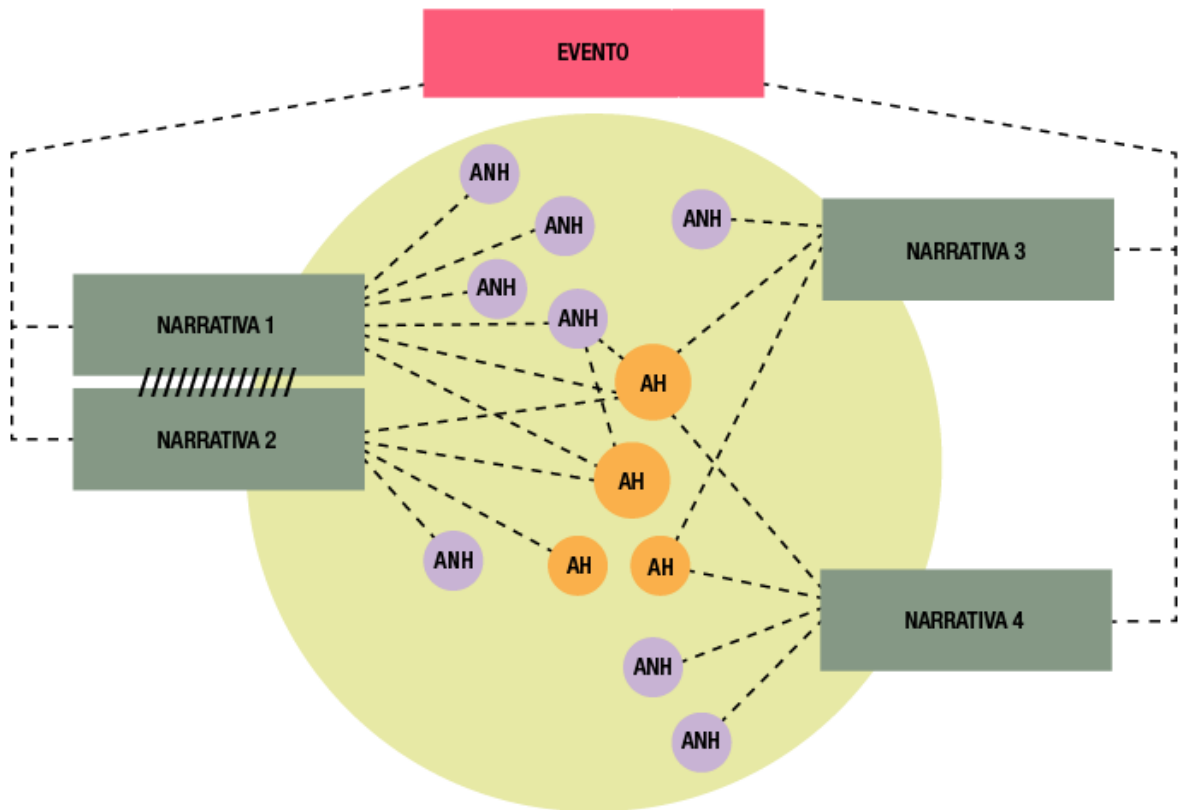 EVENTO
ANH
ANH
ANH
NARRATIVA 3
ANH
ANH
NARRATIVA 1
AH
NARRATIVA 2
AH
ANH
AH
AH
NARRATIVA 4
ANH
ANH